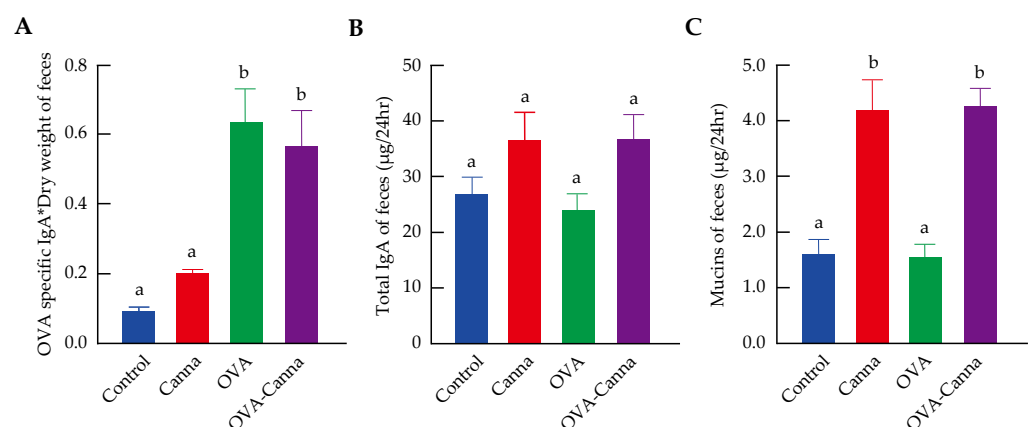 A
OVA specific IgA*Dry weight of feces
0.8
0.6
0.4
0.2
0.0
a
a
b
b
Control
Canna
OVA
OVA-Canna
B
Total IgA of feces (µg/24hr)
50
40
30
20
10
0
a
a
a
a
Control
Canna
OVA
OVA-Canna
C
Mucins of feces (µg/24hr)
5.0
4.0
3.0
2.0
1.0
0.0
a
b
a
b
Control
Canna
OVA
OVA-Canna